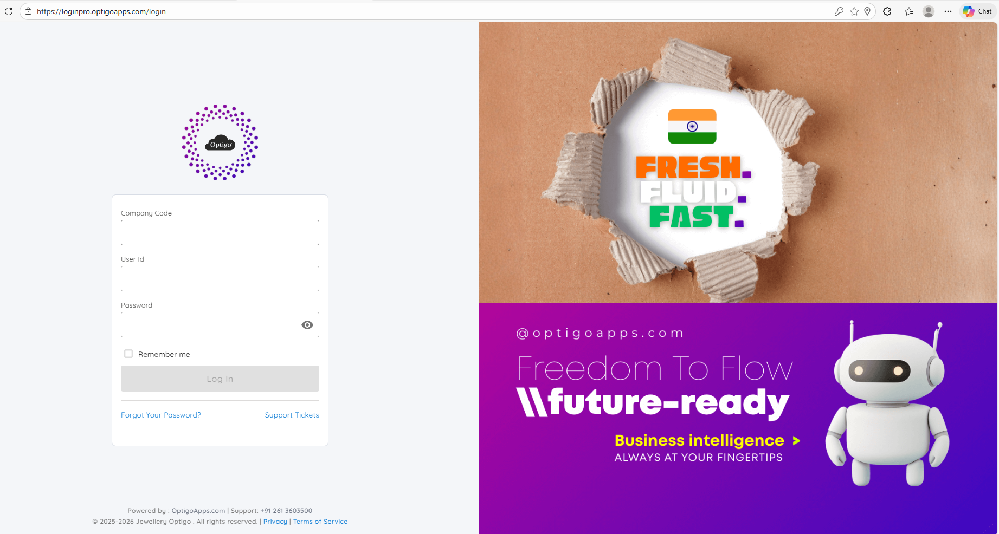 https://loginpro.optigoapps.com/login
Chat
Optigo
Company Code
User Id
Password
Remember me
Log In
Forgot Your Password?
Support Tickets
Powered by : OptigoApps.com | Support: +91 261 3603500
© 2025-2026 Jewellery Optigo . All rights reserved. | Privacy | Terms of Service
FRESH.
FLUID.
FAST.
@optigoapps.com
Freedom To Flow
\\future-ready
Business intelligence >
ALWAYS AT YOUR FINGERTIPS